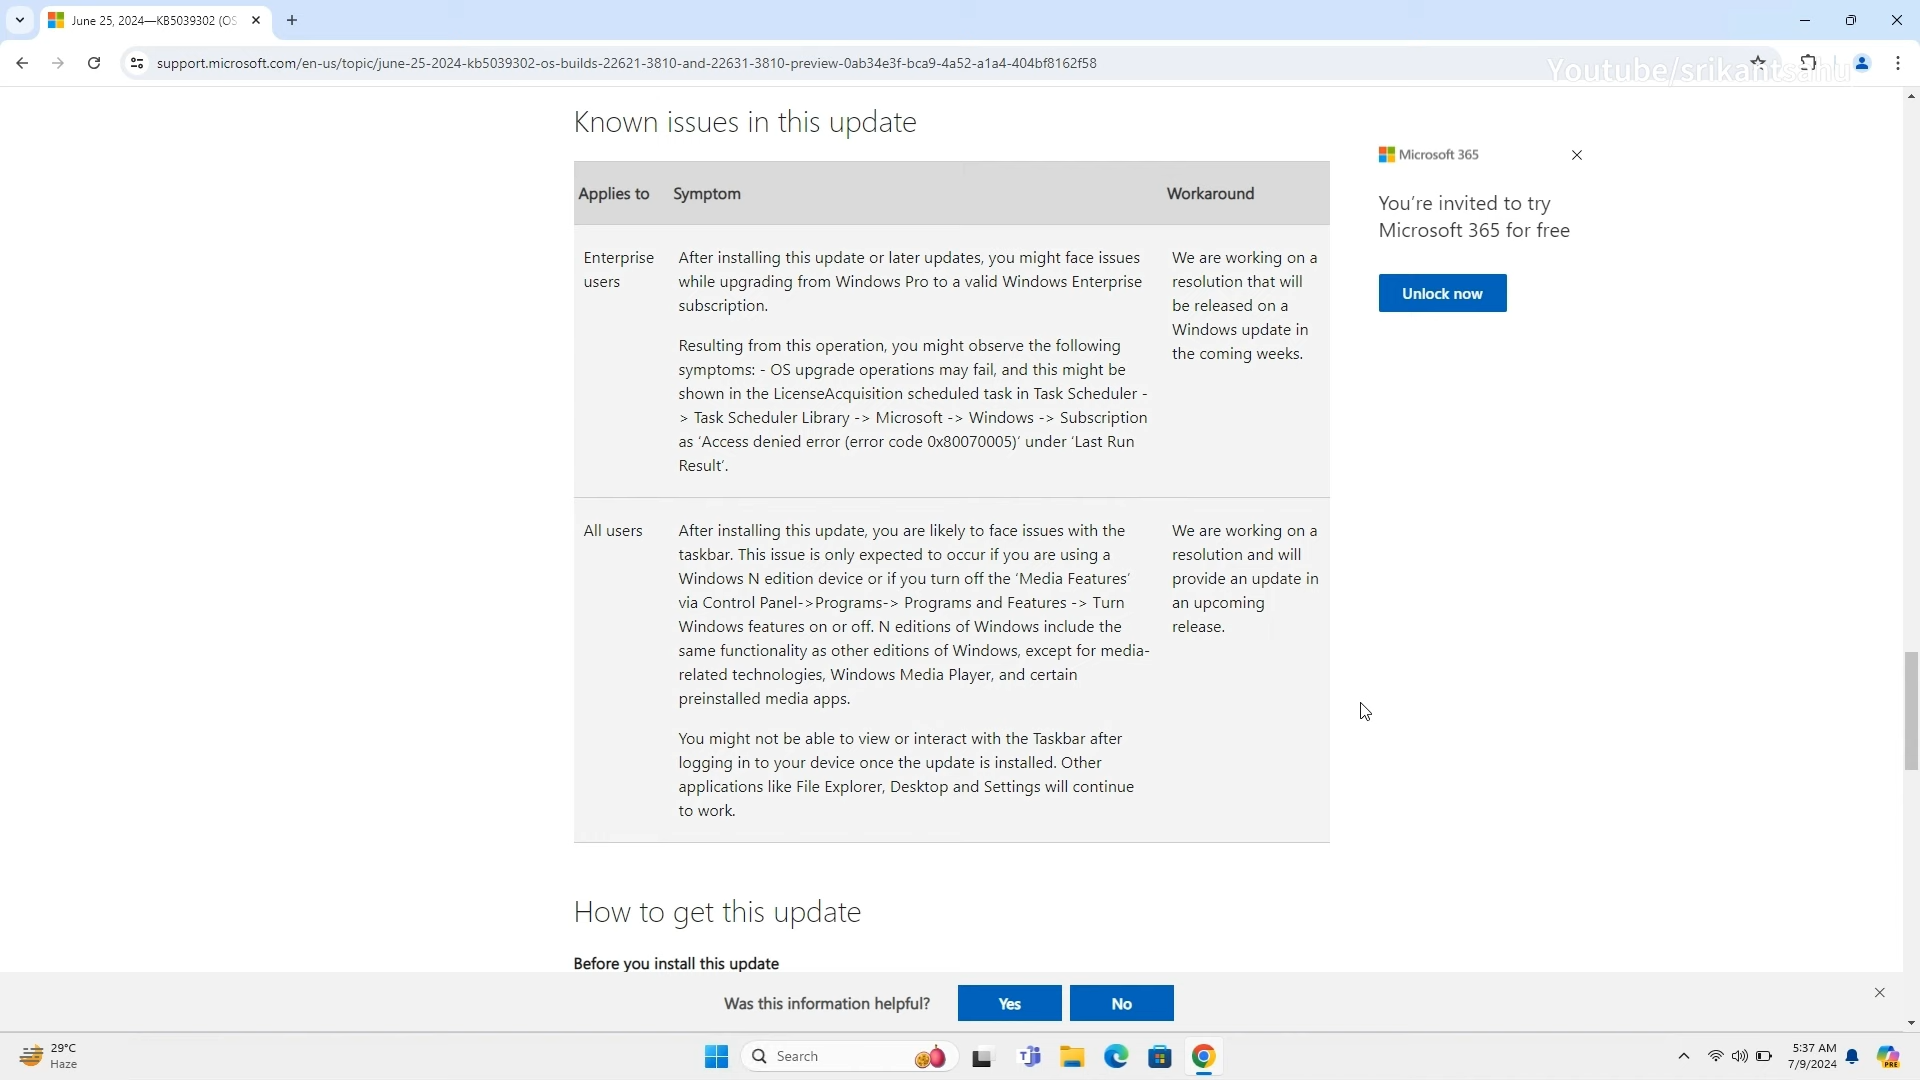 June 25, 2024—KB5039302 (OS
support.microsoft.com/en-us/topic/june-25-2024-kb5039302-os-builds-22621-3810-and-22631-3810-preview-0ab34e3f-bca9-4a52-a1a4-404bf8162f58
Youtube/srikantsahu
Known issues in this update
Applies to Symptom Workaround
Enterprise
users
After installing this update or later updates, you might face issues
while upgrading from Windows Pro to a valid Windows Enterprise
subscription.
Resulting from this operation, you might observe the following
symptoms: - OS upgrade operations may fail, and this might be
shown in the LicenseAcquisition scheduled task in Task Scheduler -
> Task Scheduler Library -> Microsoft -> Windows -> Subscription
as ‘Access denied error (error code 0x80070005)’ under ‘Last Run
Result’.
We are working on a
resolution that will
be released on a
Windows update in
the coming weeks.
All users
After installing this update, you are likely to face issues with the
taskbar. This issue is only expected to occur if you are using a
Windows N edition device or if you turn off the ‘Media Features’
via Control Panel->Programs-> Programs and Features -> Turn
Windows features on or off. N editions of Windows include the
same functionality as other editions of Windows, except for media-
related technologies, Windows Media Player, and certain
preinstalled media apps.
You might not be able to view or interact with the Taskbar after
logging in to your device once the update is installed. Other
applications like File Explorer, Desktop and Settings will continue
to work.
We are working on a
resolution and will
provide an update in
an upcoming
release.
Microsoft 365
You’re invited to try
Microsoft 365 for free
Unlock now
How to get this update
Before you install this update
Was this information helpful? Yes No
29°C
Haze
Search
5:37 AM
7/9/2024
PRE